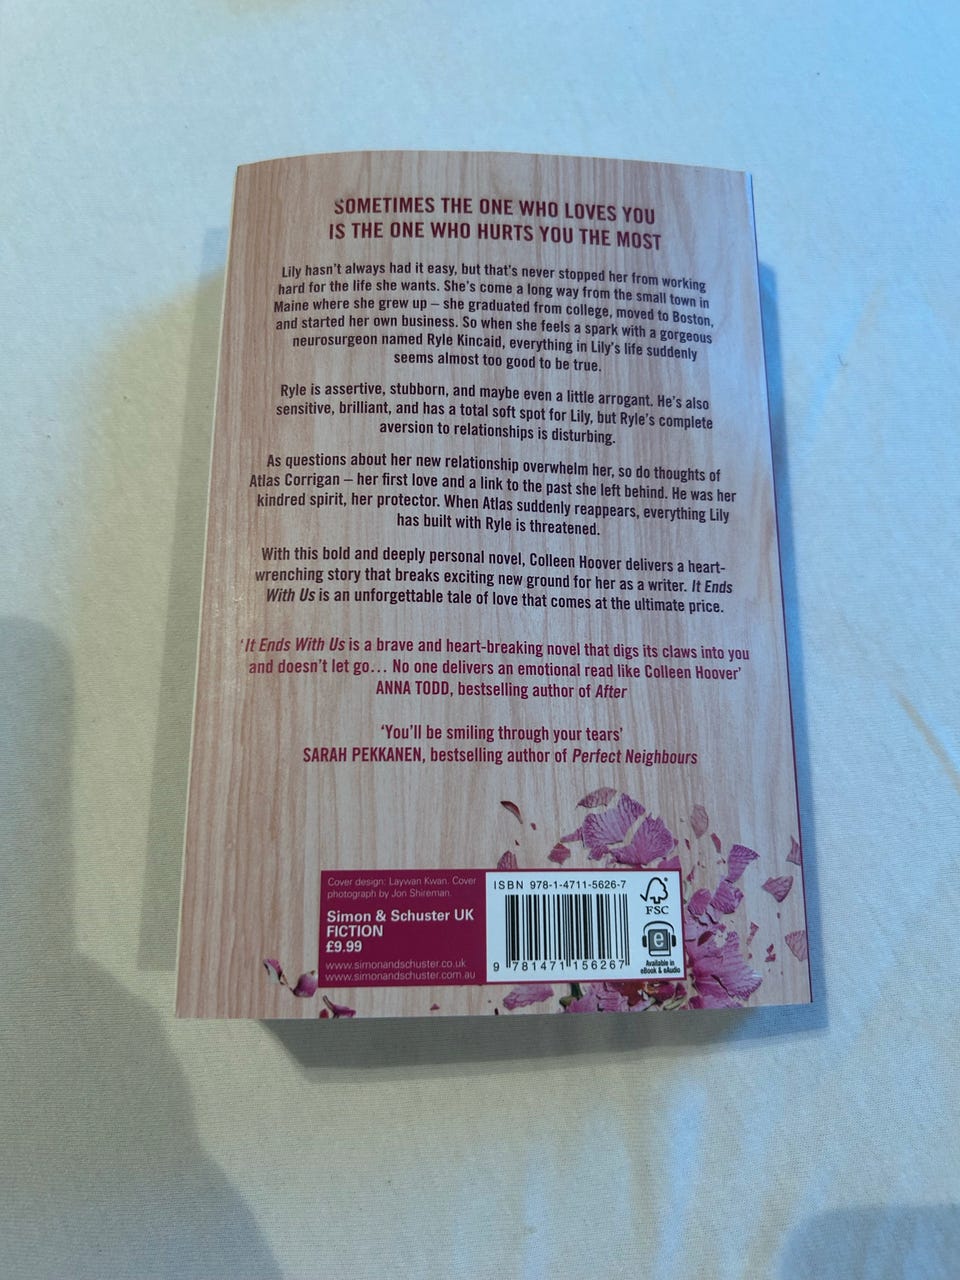 SOMETIMES THE ONE WHO LOVES YOU
IS THE ONE WHO HURTS YOU THE MOST
Lily hasn't always had it easy, but that's never stopped her from working
hard for the life she wants. She's come a long way from the small town in
Maine where she grew up – she graduated from college, moved to Boston,
and started her own business. So when she feels a spark with a gorgeous
neurosurgeon named Ryle Kincaid, everything in Lily's life suddenly
seems almost too good to be true.
Ryle is assertive, stubborn, and maybe even a little arrogant. He's also
sensitive, brilliant, and has a total soft spot for Lily, but Ryle's complete
aversion to relationships is disturbing.
As questions about her new relationship overwhelm her, so do thoughts of
Atlas Corrigan – her first love and a link to the past she left behind. He was her
kindred spirit, her protector. When Atlas suddenly reappears, everything Lily
has built with Ryle is threatened.
With this bold and deeply personal novel, Colleen Hoover delivers a heart-
wrenching story that breaks exciting new ground for her as a writer. It Ends
With Us is an unforgettable tale of love that comes at the ultimate price.
'It Ends With Us is a brave and heart-breaking novel that digs its claws into you
and doesn't let go… No one delivers an emotional read like Colleen Hoover'
ANNA TODD, bestselling author of After
'You'll be smiling through your tears'
SARAH PEKKANEN, bestselling author of Perfect Neighbours
Cover design: Laywan Kwan. Cover
photograph by Jon Shireman.
Simon & Schuster UK
FICTION
£9.99
www.simonandschuster.co.uk
www.simonandschuster.com.au
ISBN 978-1-4711-5626-7
9 781471 156267
FSC
e
Available in
eBook & eAudio